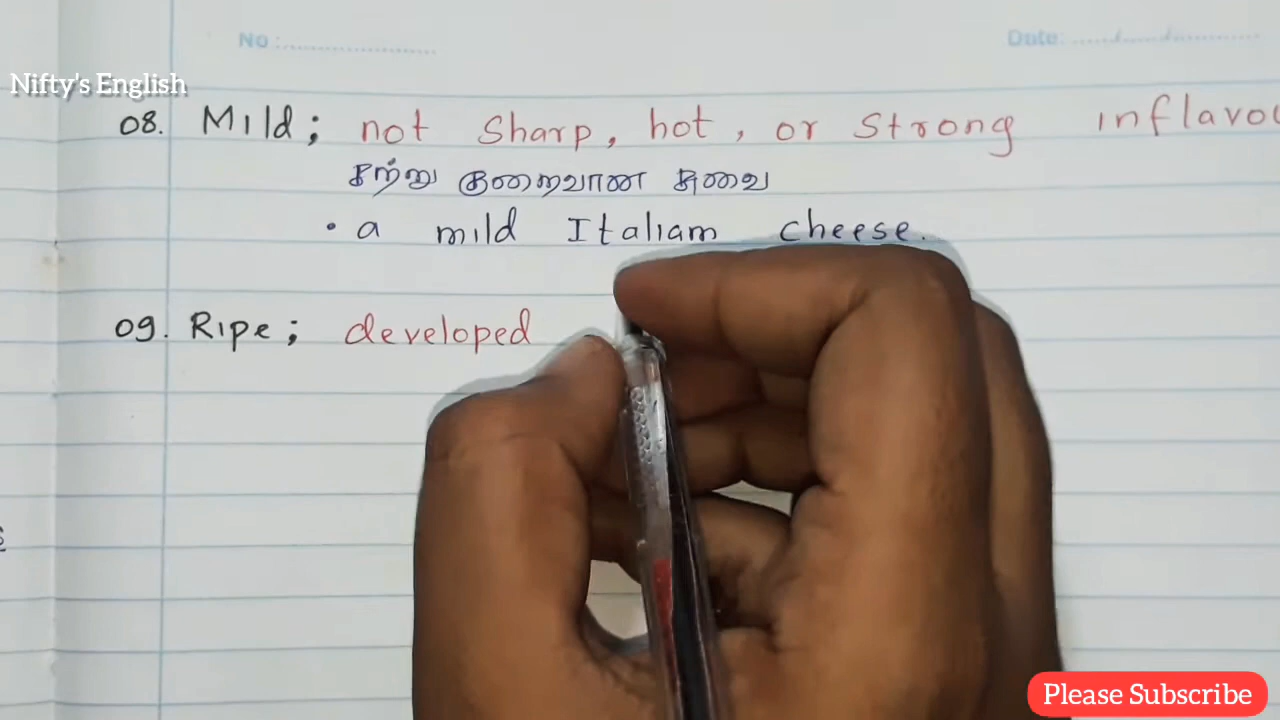 No : Date:
Nifty's English
08. Mild; not sharp, hot, or strong inflavou
சற்று குறைவான சுவை
• a mild Italiam cheese.
09. Ripe; developed
Please Subscribe